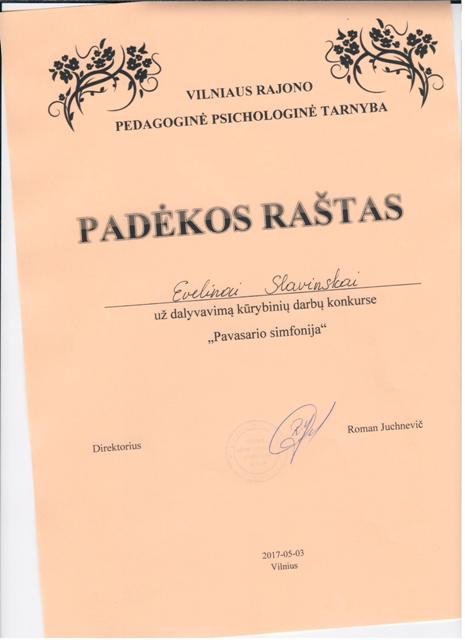 VILNIAUS RAJONO
PEDAGOGINĖ PSICHOLOGINĖ TARNYBA
PADĖKOS RAŠTAS
Evelinai Slavinskai
už dalyvavimą kūrybinių darbų konkurse
„Pavasario simfonija“
Direktorius
Roman Juchnevič
2017-05-03
Vilnius